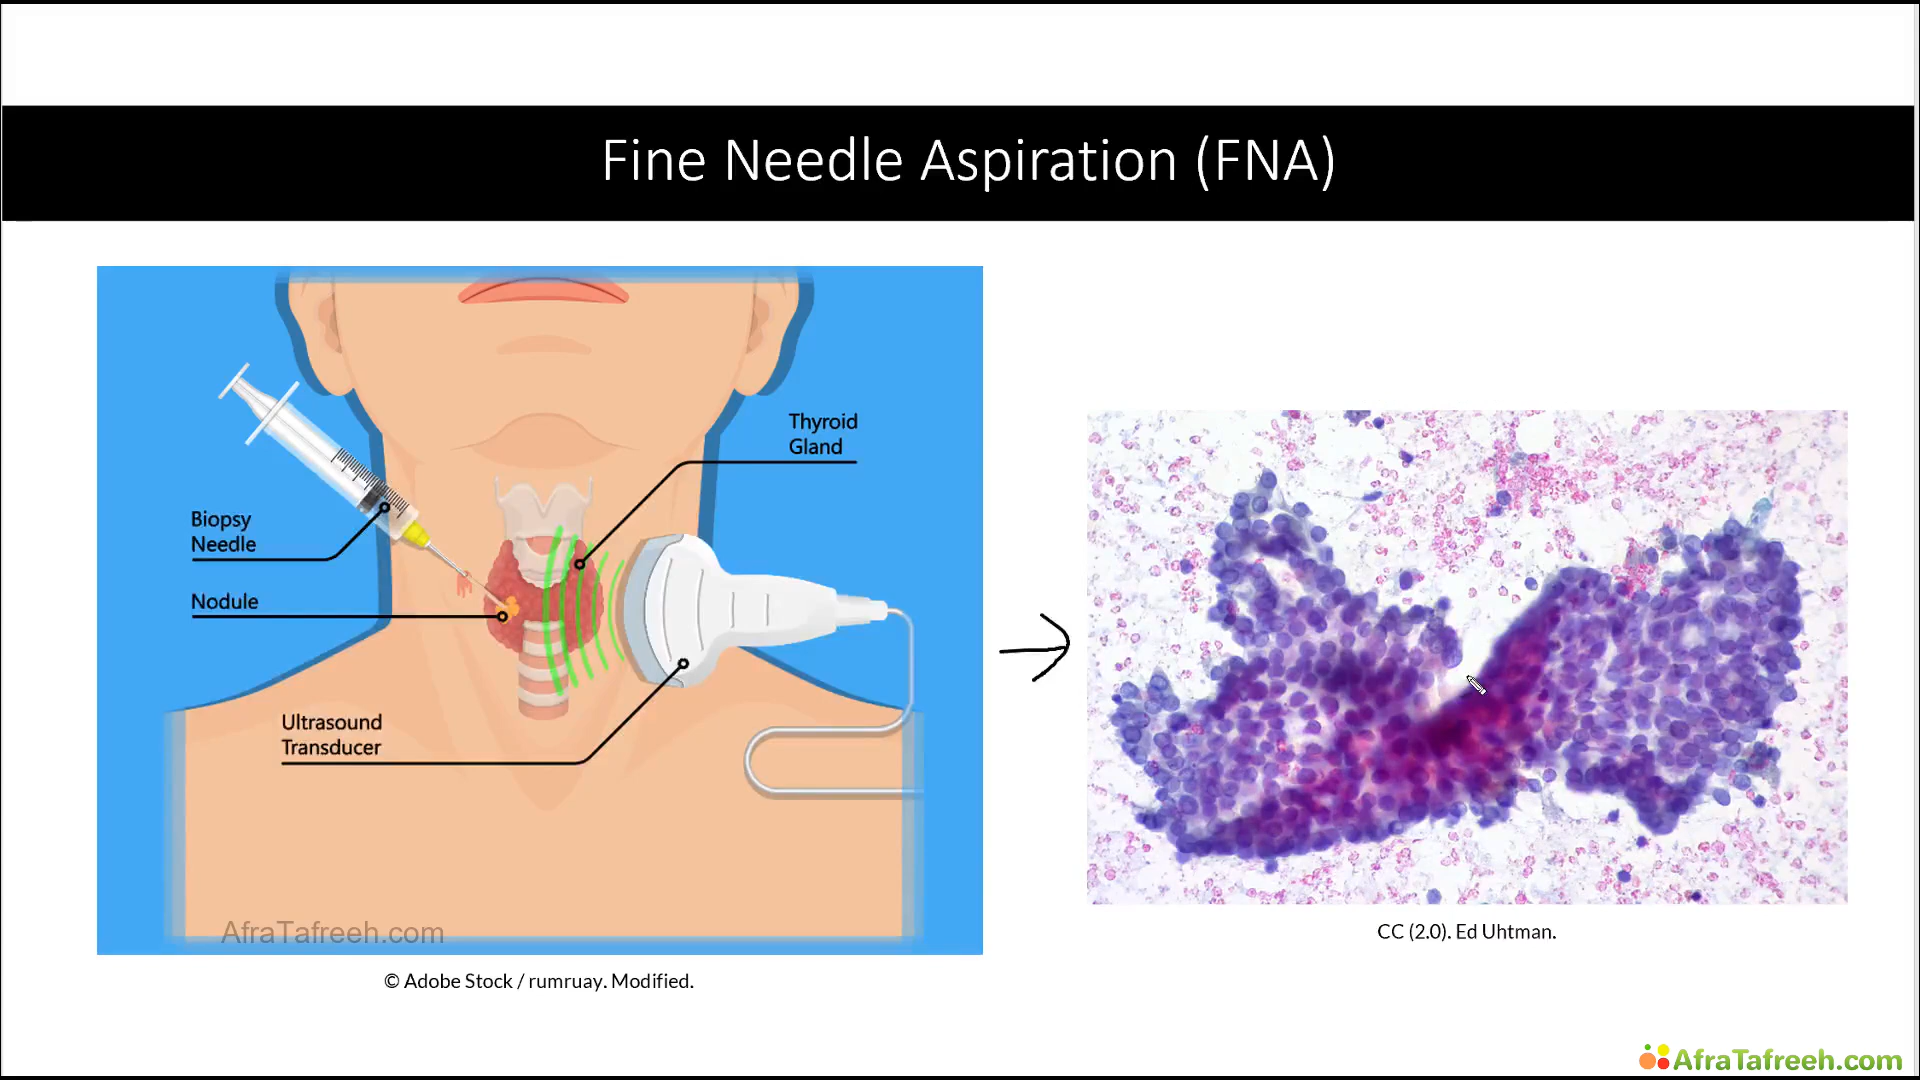 Fine Needle Aspiration (FNA)
Thyroid
Gland
Biopsy
Needle
Nodule
Ultrasound
Transducer
AfraTafreeh.com
© Adobe Stock / rumruay. Modified.
CC (2.0). Ed Uhtman.
AfraTafreeh.com